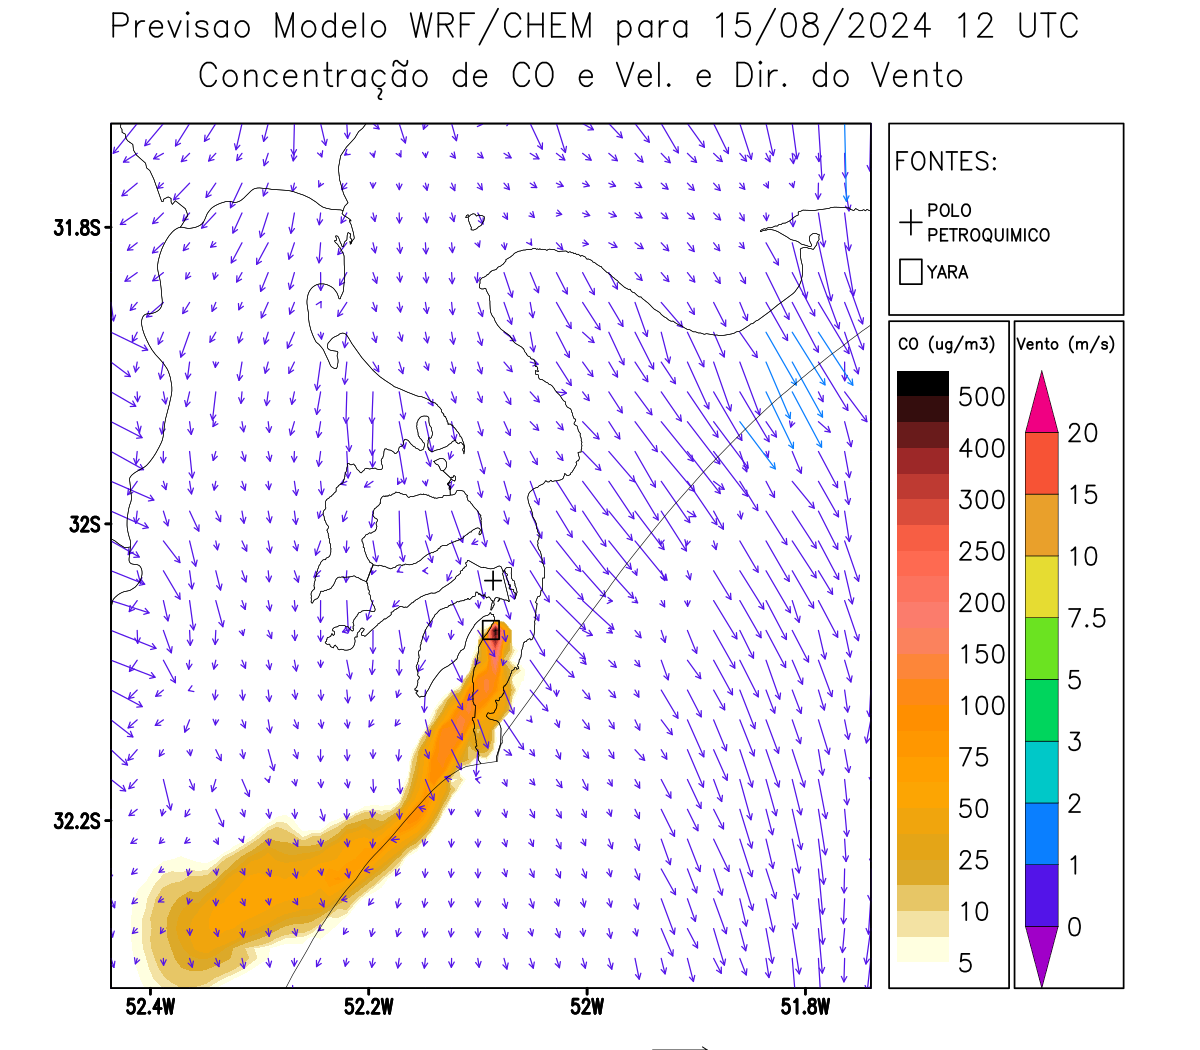 Previsao Modelo WRF/CHEM para 15/08/2024 12 UTC
Concentração de CO e Vel. e Dir. do Vento
FONTES:
POLO
PETROQUIMICO
YARA
CO (ug/m3)
500
400
300
250
200
150
100
75
50
25
10
5
Vento (m/s)
20
15
10
7.5
5
3
2
1
0
31.8S
32S
32.2S
52.4W
52.2W
52W
51.8W